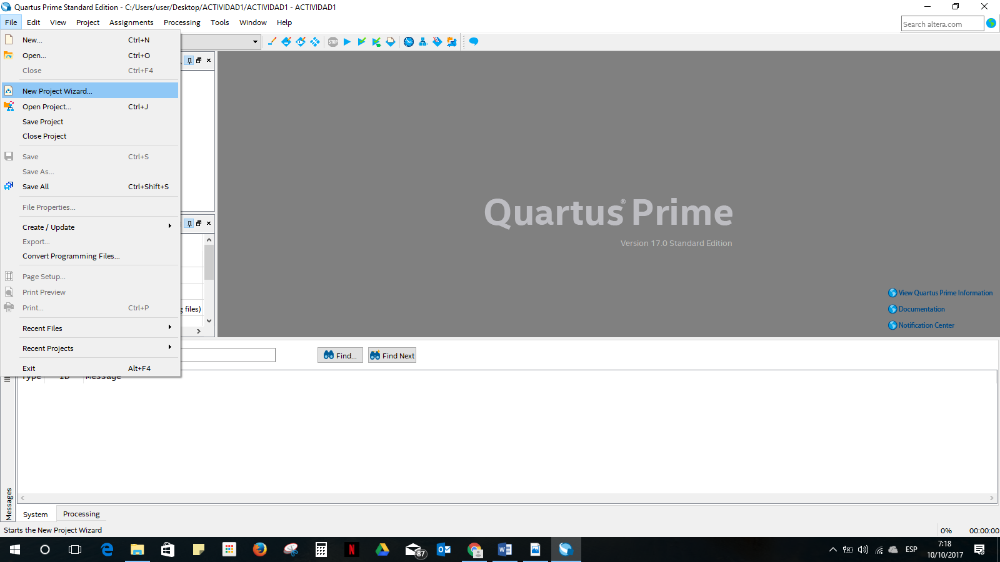 Quartus Prime Standard Edition - C:/Users/user/Desktop/ACTIVIDAD1/ACTIVIDAD1 - ACTIVIDAD1
File Edit View Project Assignments Processing Tools Window Help
Search altera.com
New... Ctrl+N
Open... Ctrl+O
Close Ctrl+F4
New Project Wizard...
Open Project... Ctrl+J
Save Project
Close Project
Save Ctrl+S
Save As...
Save All Ctrl+Shift+S
File Properties...
Create / Update
Export...
Convert Programming Files...
Page Setup...
Print Preview
Print... Ctrl+P
Recent Files
Recent Projects
Exit Alt+F4
STOP
files)
Quartus® Prime
Version 17.0 Standard Edition
View Quartus Prime Information
Documentation
Notification Center
Find... Find Next
Type ID Message
Messages
System Processing
Starts the New Project Wizard
0% 00:00:00
87
ESP
7:18
10/10/2017